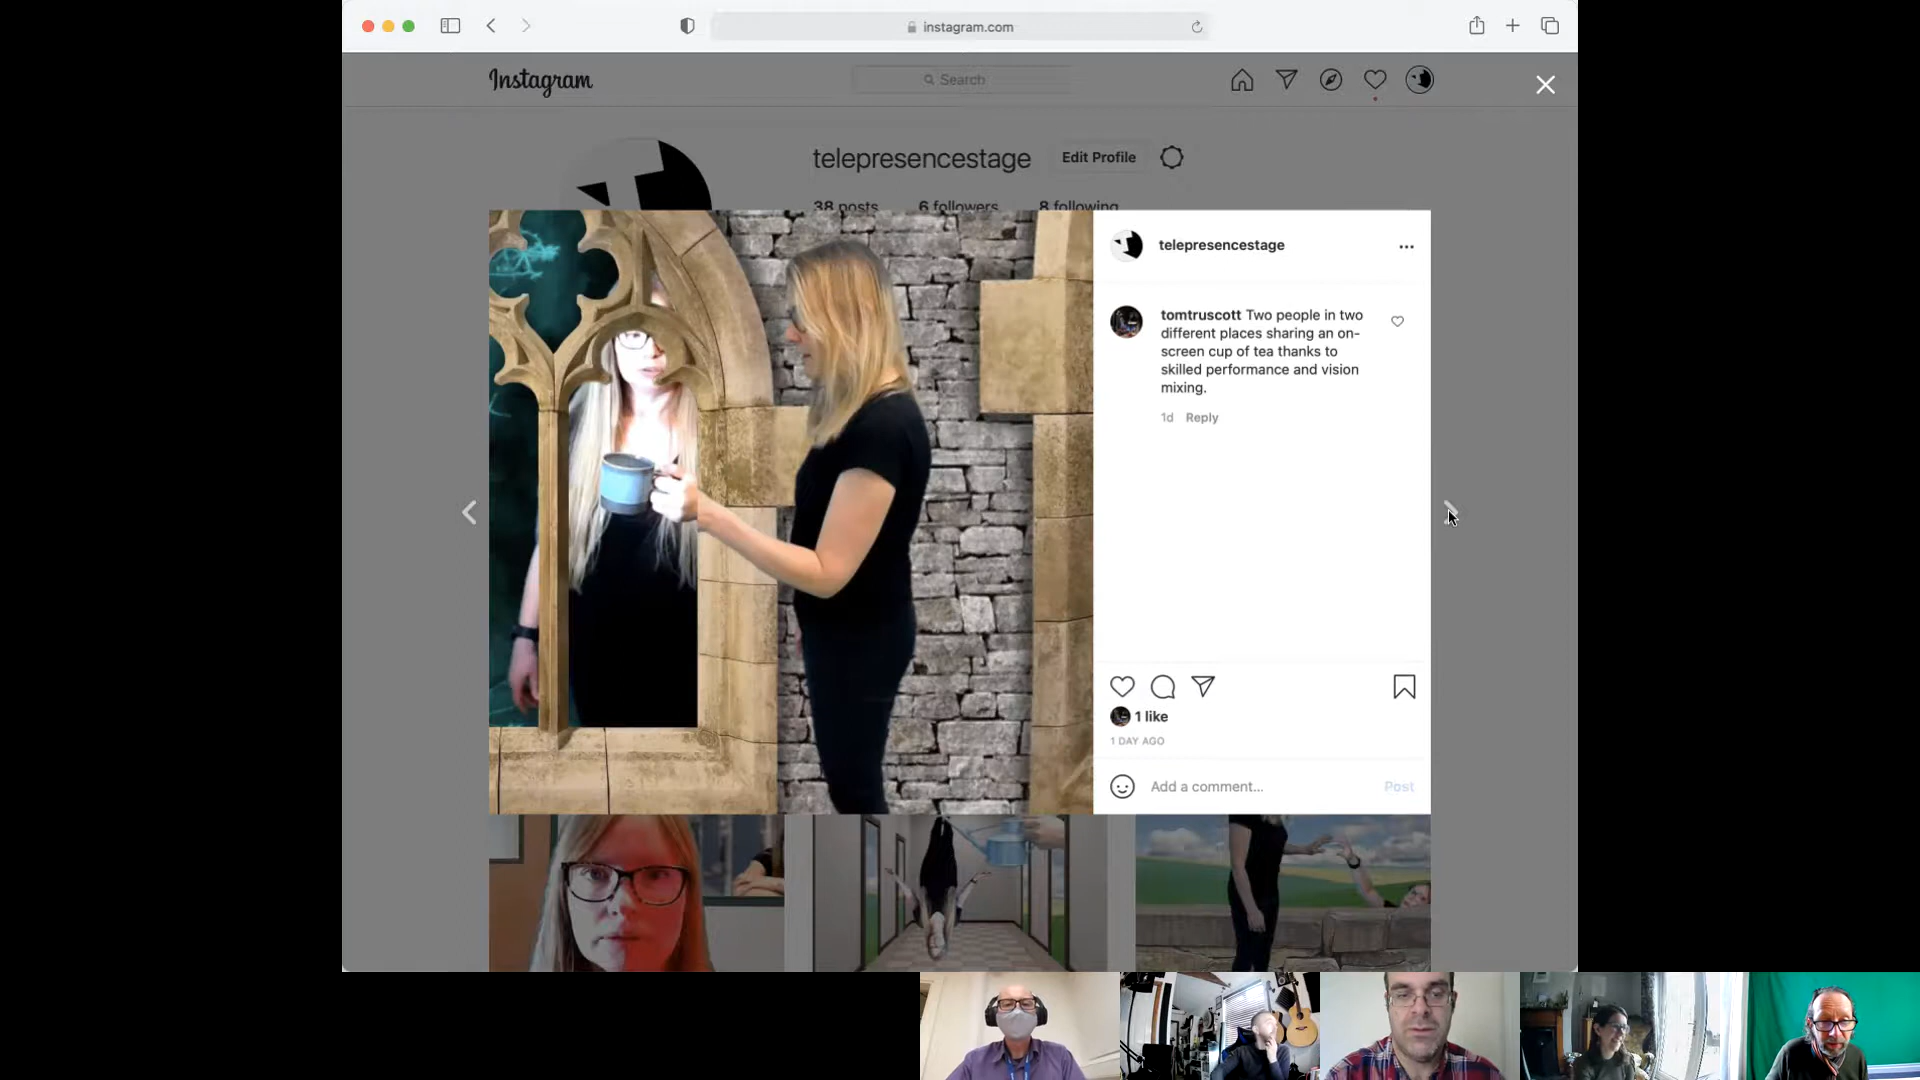 instagram.com
Instagram
Search
telepresencestage
Edit Profile
38 posts 6 followers 8 following
telepresencestage
tomtruscott Two people in two
different places sharing an on-
screen cup of tea thanks to
skilled performance and vision
mixing.
1d Reply
1 like
1 DAY AGO
Add a comment... Post